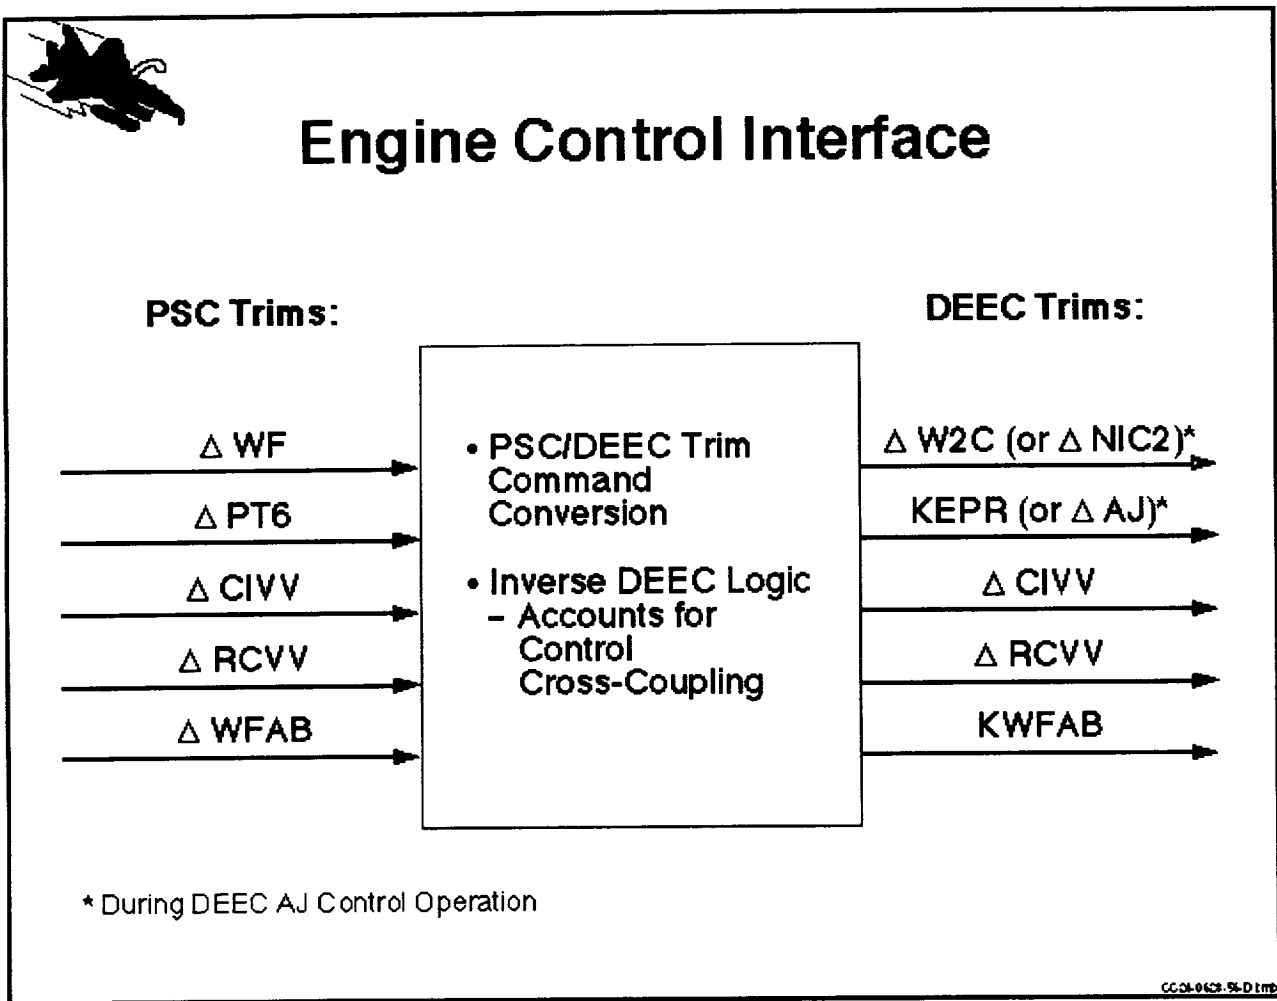 Engine Control Interface
PSC Trims:
DEEC Trims:
Δ WF
Δ PT6
Δ CIVV
Δ RCVV
Δ WFAB
• PSC/DEEC Trim
Command
Conversion
• Inverse DEEC Logic
– Accounts for
Control
Cross-Coupling
Δ W2C (or Δ NIC2)*
KEPR (or Δ AJ)*
Δ CIVV
Δ RCVV
KWFAB
* During DEEC AJ Control Operation